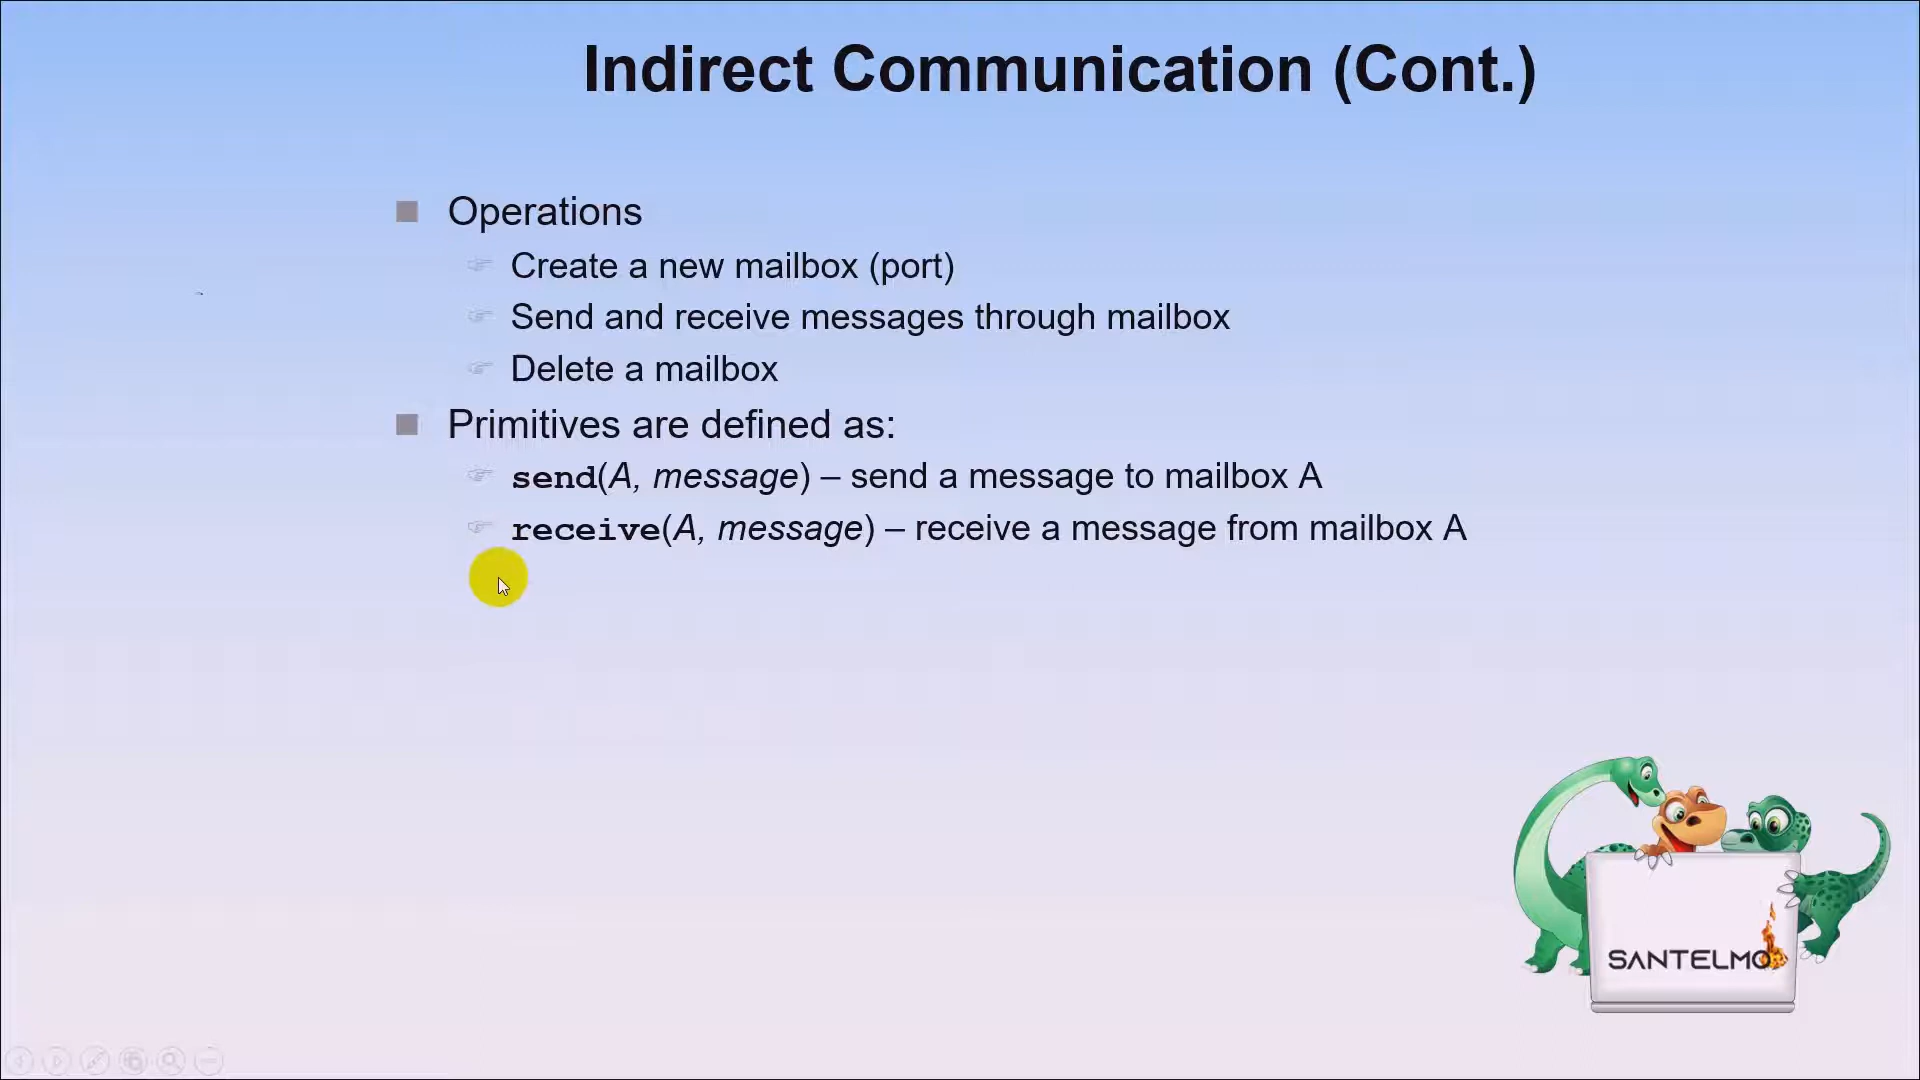 Indirect Communication (Cont.)
Operations
Create a new mailbox (port)
Send and receive messages through mailbox
Delete a mailbox
Primitives are defined as:
send(A, message) – send a message to mailbox A
receive(A, message) – receive a message from mailbox A
SANTELMO